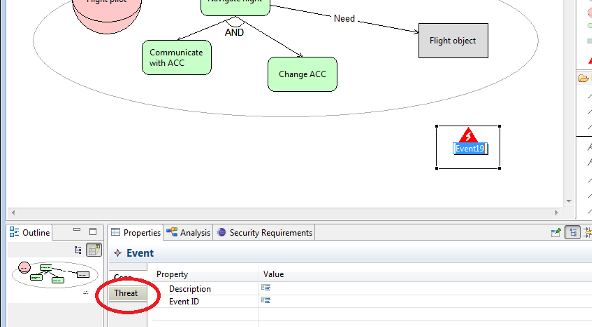 Flight pilot
Navigate flight
AND
Need
Flight object
Communicate
with ACC
Change ACC
Event19
Outline
Properties
Analysis
Security Requirements
Event
Property
Value
Threat
Description
Event ID